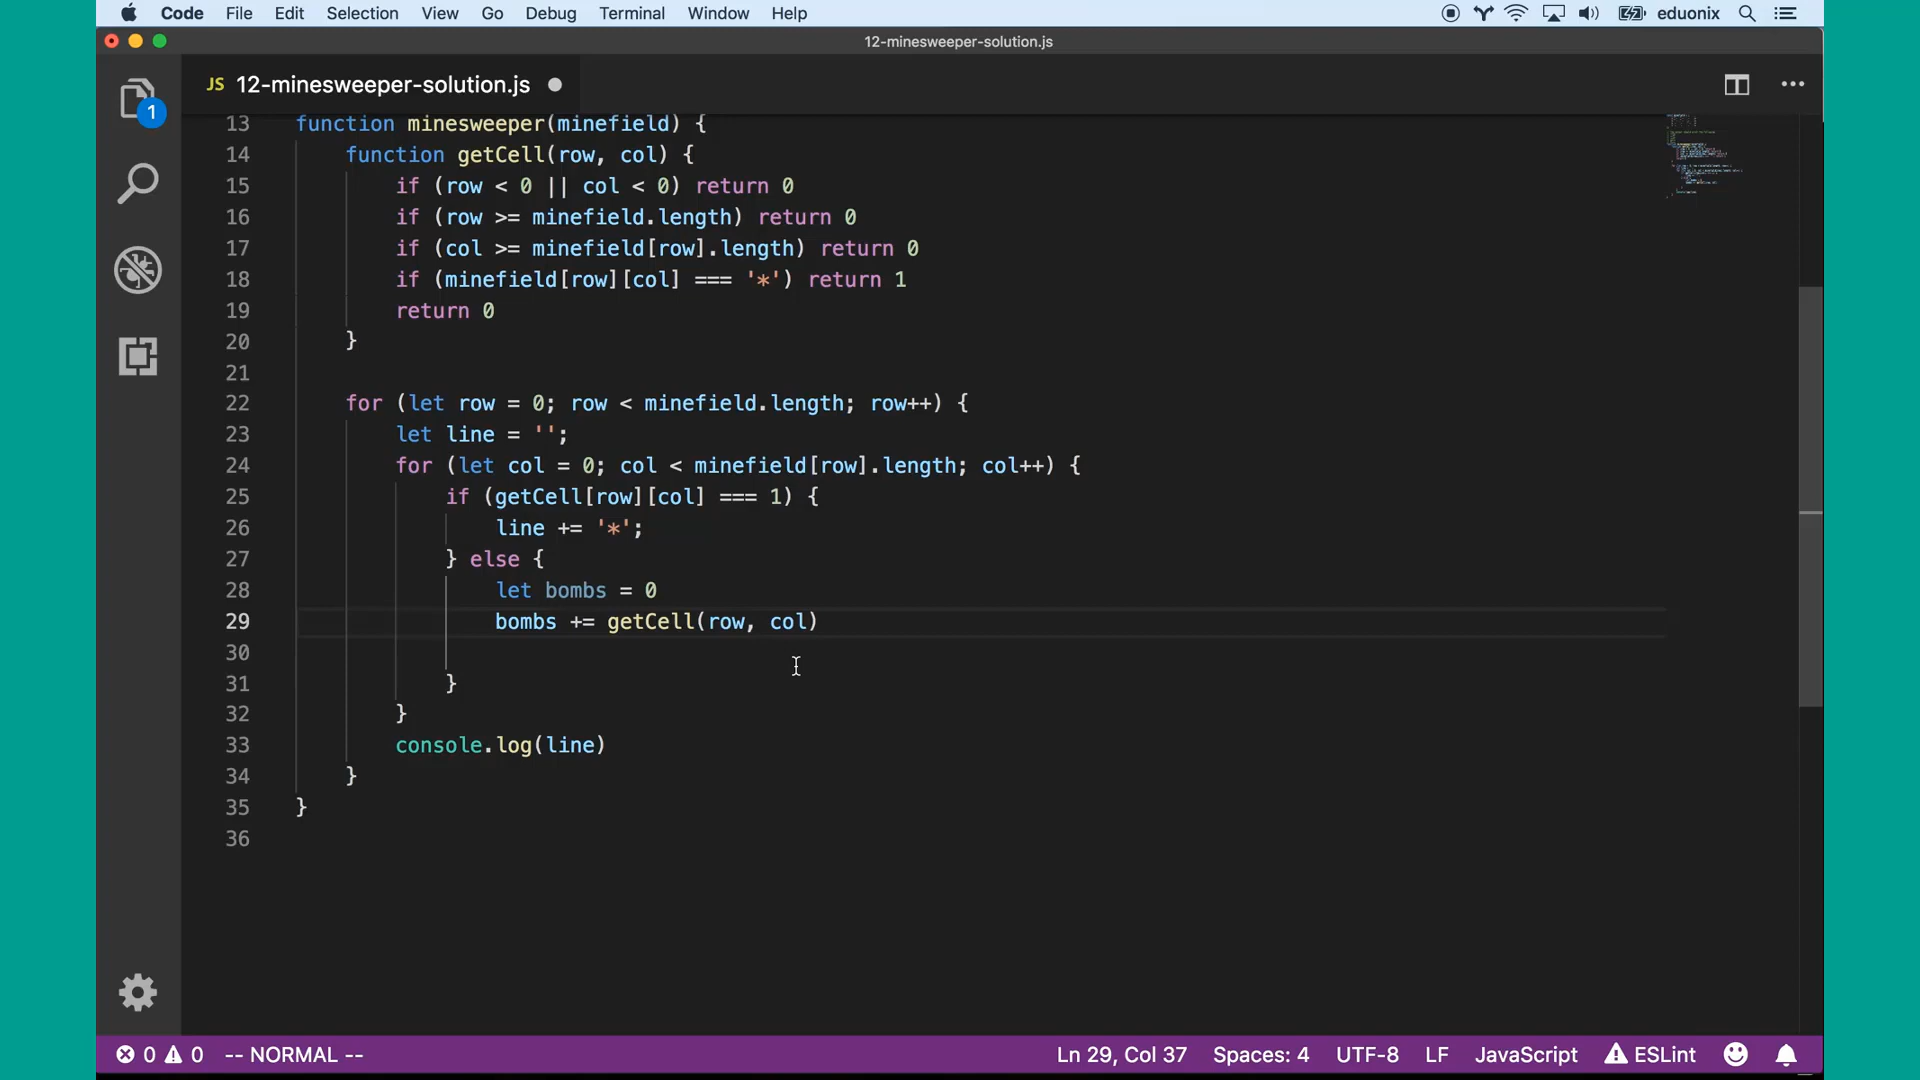 Code File Edit Selection View Go Debug Terminal Window Help eduonix
12-minesweeper-solution.js
1
JS 12-minesweeper-solution.js
13 function minesweeper(minefield) {
14 function getCell(row, col) {
15 if (row < 0 || col < 0) return 0
16 if (row >= minefield.length) return 0
17 if (col >= minefield[row].length) return 0
18 if (minefield[row][col] === '*') return 1
19 return 0
20 }
21
22 for (let row = 0; row < minefield.length; row++) {
23 let line = '';
24 for (let col = 0; col < minefield[row].length; col++) {
25 if (getCell[row][col] === 1) {
26 line += '*';
27 } else {
28 let bombs = 0
29 bombs += getCell(row, col)
30
31 }
32 }
33 console.log(line)
34 }
35 }
36
0 0 -- NORMAL -- Ln 29, Col 37 Spaces: 4 UTF-8 LF JavaScript ESLint